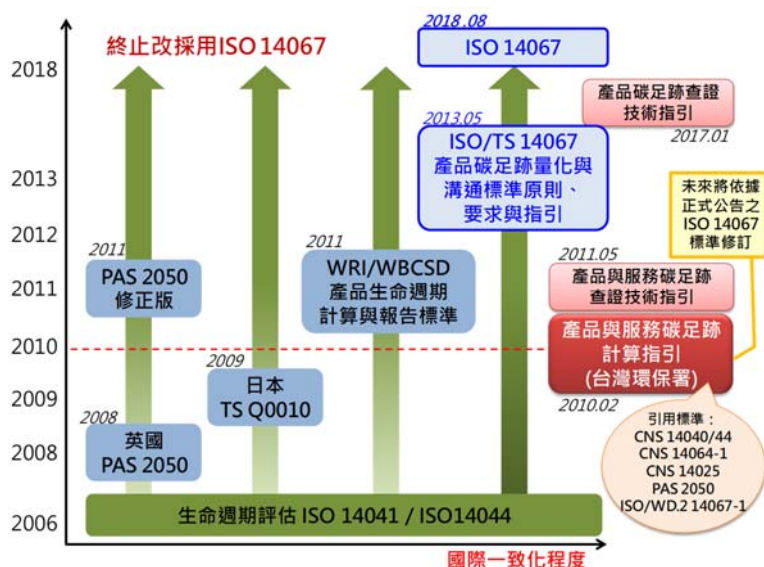 終止改採用ISO 14067
2018.08
ISO 14067
2018
產品碳足跡查證
技術指引
2017.01
2013.05
ISO/TS 14067
產品碳足跡量化與
溝通標準原則、
要求與指引
2013
未來將依據
正式公告之
ISO 14067
標準修訂
2012
2011
PAS 2050
修正版
2011
WRI/WBCSD
產品生命週期
計算與報告標準
2011.05
產品與服務碳足跡
查證技術指引
2011
產品與服務碳足跡
計算指引
(台灣環保署)
2010.02
2010
2009
日本
TS Q0010
2009
2008
英國
PAS 2050
2008
引用標準：
CNS 14040/44
CNS 14064-1
CNS 14025
PAS 2050
ISO/WD.2 14067-1
2006
生命週期評估 ISO 14041 / ISO14044
國際一致化程度